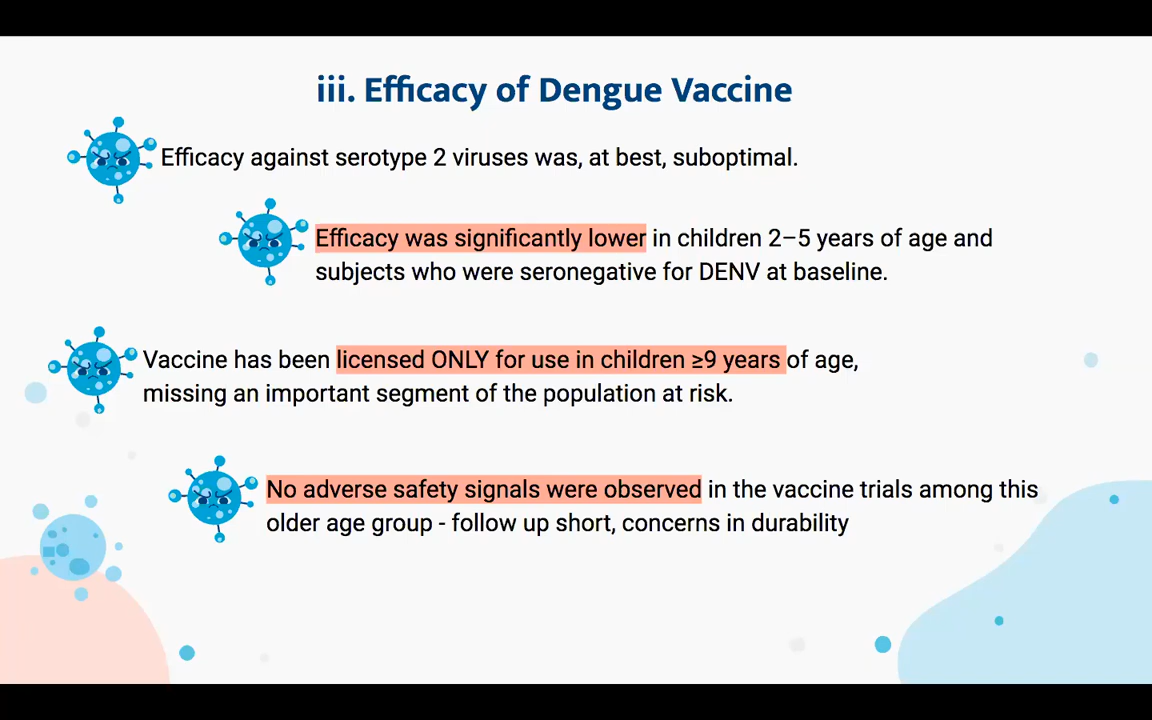 iii. Efficacy of Dengue Vaccine
Efficacy against serotype 2 viruses was, at best, suboptimal.
Efficacy was significantly lower in children 2–5 years of age and
subjects who were seronegative for DENV at baseline.
Vaccine has been licensed ONLY for use in children ≥9 years of age,
missing an important segment of the population at risk.
No adverse safety signals were observed in the vaccine trials among this
older age group - follow up short, concerns in durability